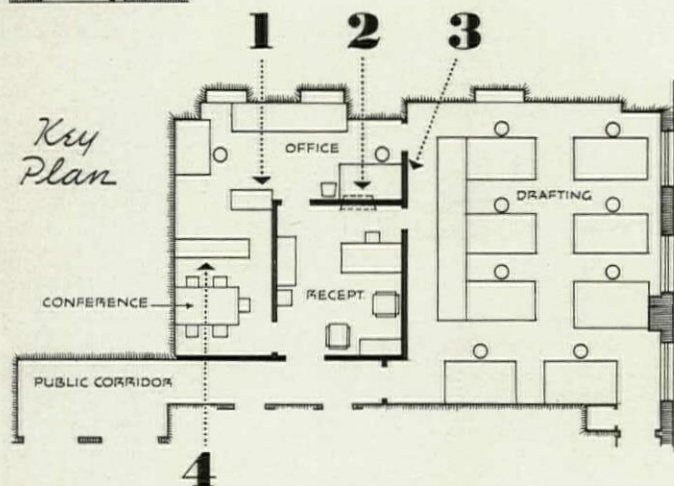 1 2 3
Key
Plan
OFFICE
DRAFTING
CONFERENCE
RECEPT.
PUBLIC CORRIDOR
4